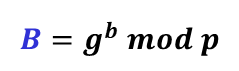 B = g^b mod p